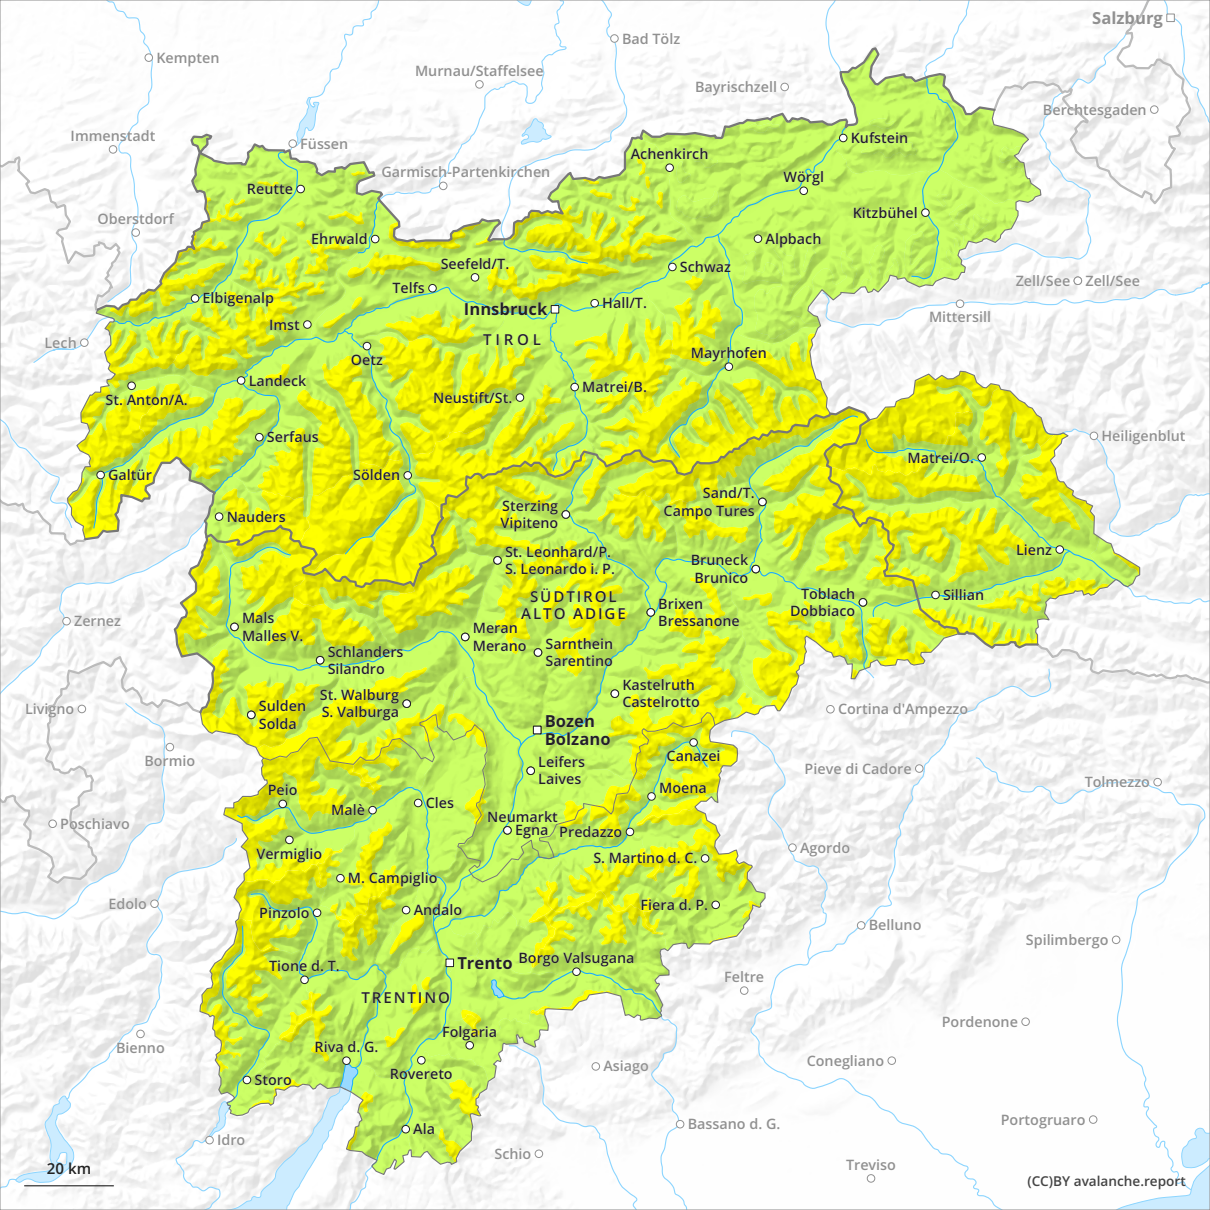 Salzburg
Bad Tölz
Kempten
Murnau/Staffelsee
Bayrischzell
Berchtesgaden
Immenstadt
Füssen
Kufstein
Achenkirch
Garmisch-Partenkirchen
Wörgl
Reutte
Oberstdorf
Kitzbühel
Ehrwald
Alpbach
Seefeld/T.
Schwaz
Zell/See
Zell/See
Telfs
Elbigenalp
Hall/T.
Innsbruck
Mittersill
Imst
TIROL
Lech
Oetz
Mayrhofen
Landeck
Matrei/B.
St. Anton/A.
Neustift/St.
Serfaus
Heiligenblut
Matrei/O.
Galtür
Sölden
Sand/T.
Campo Tures
Sterzing
Vipiteno
Nauders
Lienz
St. Leonhard/P.
S. Leonardo i. P.
Bruneck
Brunico
SÜDTIROL
ALTO ADIGE
Toblach
Dobbiaco
Sillian
Brixen
Bressanone
Zernez
Mals
Malles V.
Meran
Merano
Sarnthein
Sarentino
Schlanders
Silandro
Kastelruth
Castelrotto
St. Walburg
S. Valburga
Livigno
Sulden
Solda
Cortina d'Ampezzo
Bozen
Bolzano
Bormio
Canazei
Leifers
Laives
Pieve di Cadore
Tolmezzo
Peio
Moena
Malè
Cles
Neumarkt
Egna
Predazzo
Poschiavo
Vermiglio
Agordo
S. Martino d. C.
M. Campiglio
Edolo
Pinzolo
Andalo
Fiera d. P.
Belluno
Spilimbergo
Borgo Valsugana
Trento
Tione d. T.
Feltre
TRENTINO
Pordenone
Folgaria
Bienno
Riva d. G.
Conegliano
Asiago
Rovereto
Storo
Portogruaro
Bassano d. G.
Ala
Idro
Schio
Treviso
20 km
(CC)BY avalanche.report